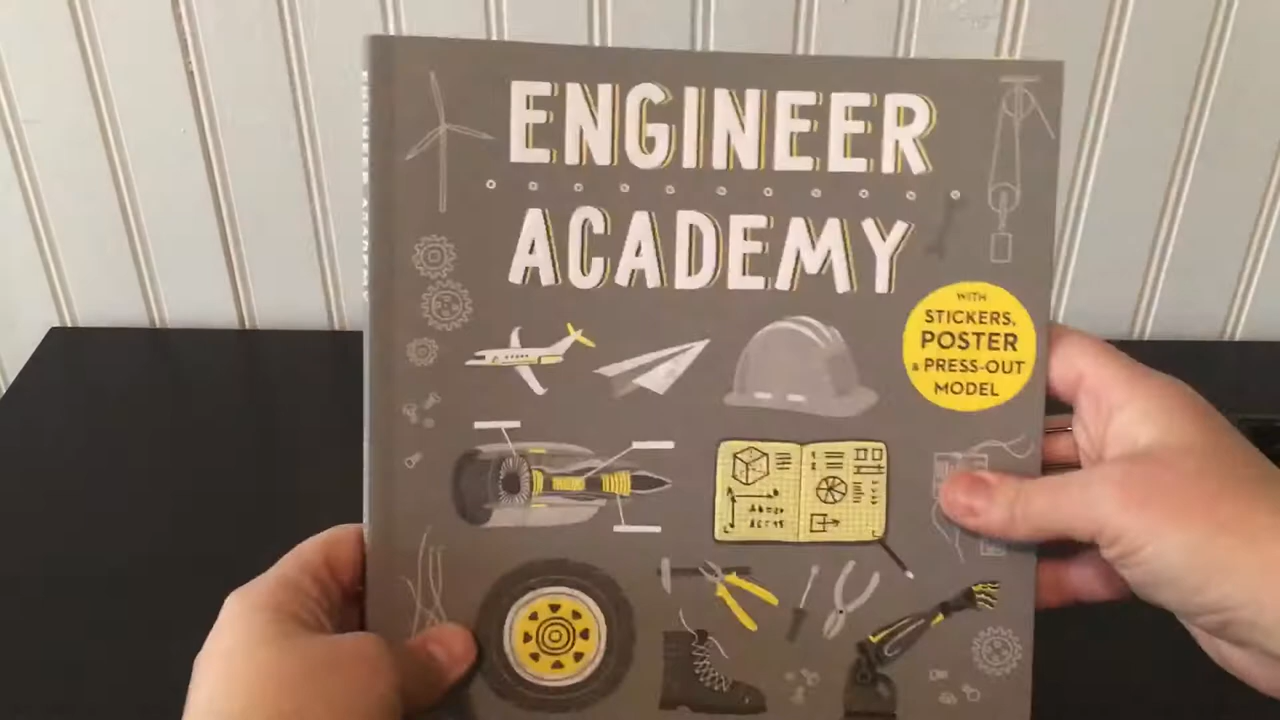 ENGINEER
ACADEMY
WITH
STICKERS,
POSTER
& PRESS-OUT
MODEL